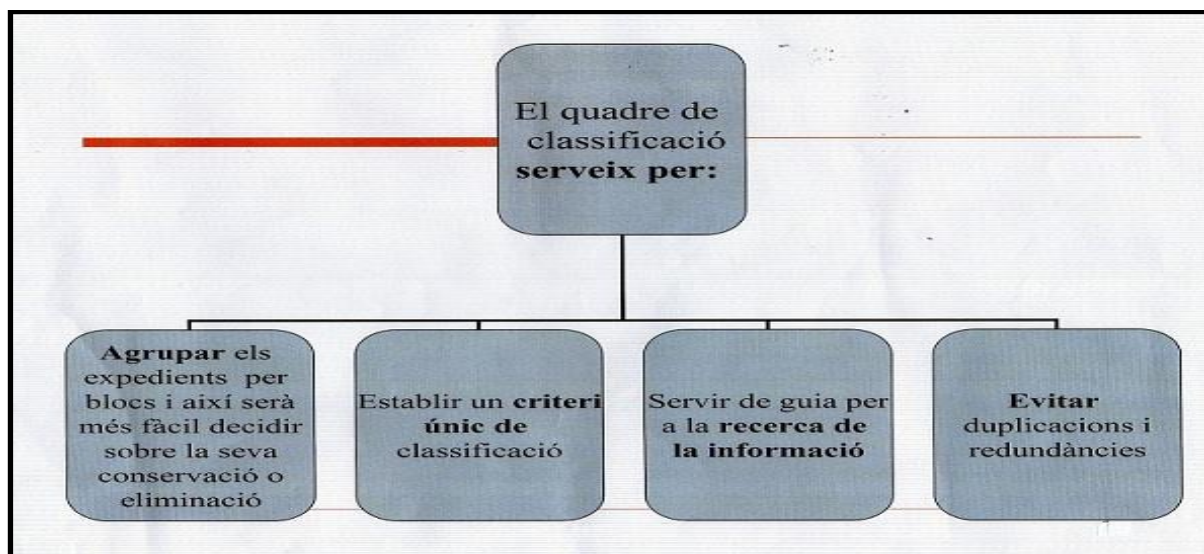 El quadre de
classificació
serveix per:
Agrupar els
expedients per
blocs i així serà
més fàcil decidir
sobre la seva
conservació o
eliminació
Establir un criteri
únic de
classificació
Servir de guia per
a la recerca de
la informació
Evitar
duplicacions i
redundàncies